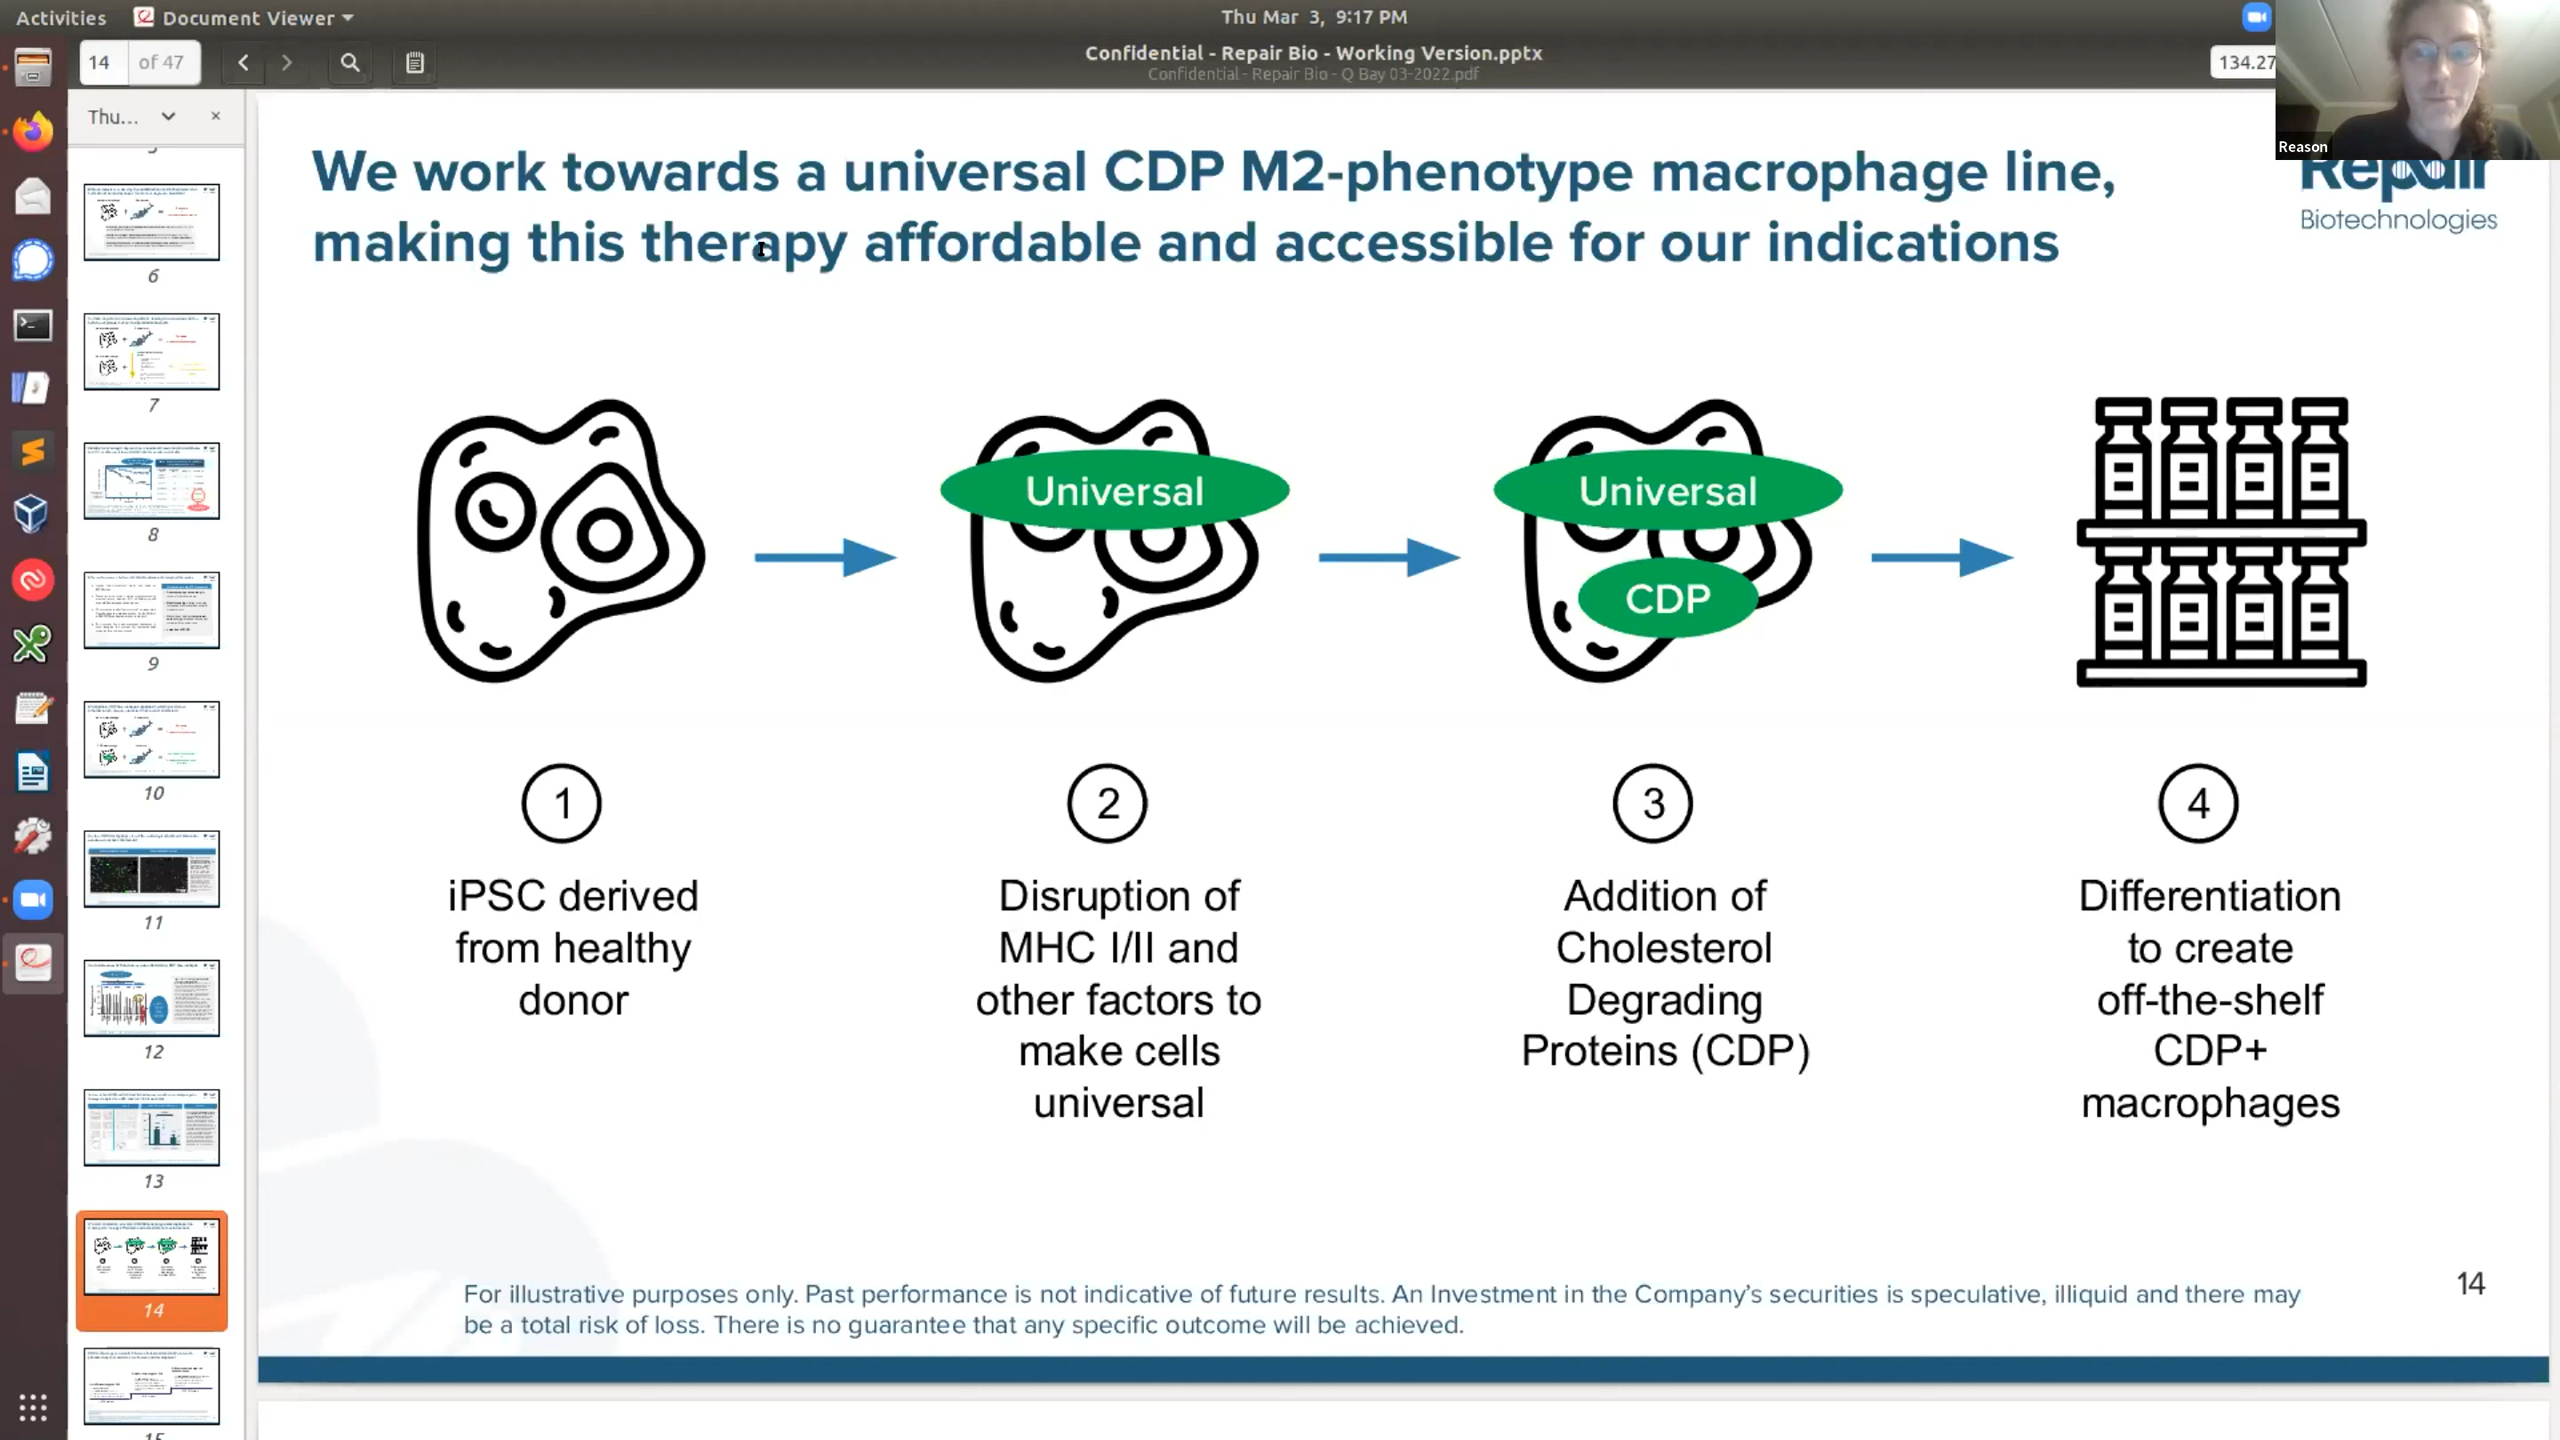 Activities
Document Viewer
Thu Mar 3, 9:17 PM
14
of 47
Confidential - Repair Bio - Working Version.pptx
Confidential - Repair Bio - Q Bay 03-2022.pdf
134.27
Reason
Thu...
6
7
8
9
10
11
12
13
14
We work towards a universal CDP M2-phenotype macrophage line,
making this therapy affordable and accessible for our indications
Repair
Biotechnologies
Universal
Universal
CDP
1
iPSC derived
from healthy
donor
2
Disruption of
MHC I/II and
other factors to
make cells
universal
3
Addition of
Cholesterol
Degrading
Proteins (CDP)
4
Differentiation
to create
off-the-shelf
CDP+
macrophages
For illustrative purposes only. Past performance is not indicative of future results. An Investment in the Company's securities is speculative, illiquid and there may
be a total risk of loss. There is no guarantee that any specific outcome will be achieved.
14